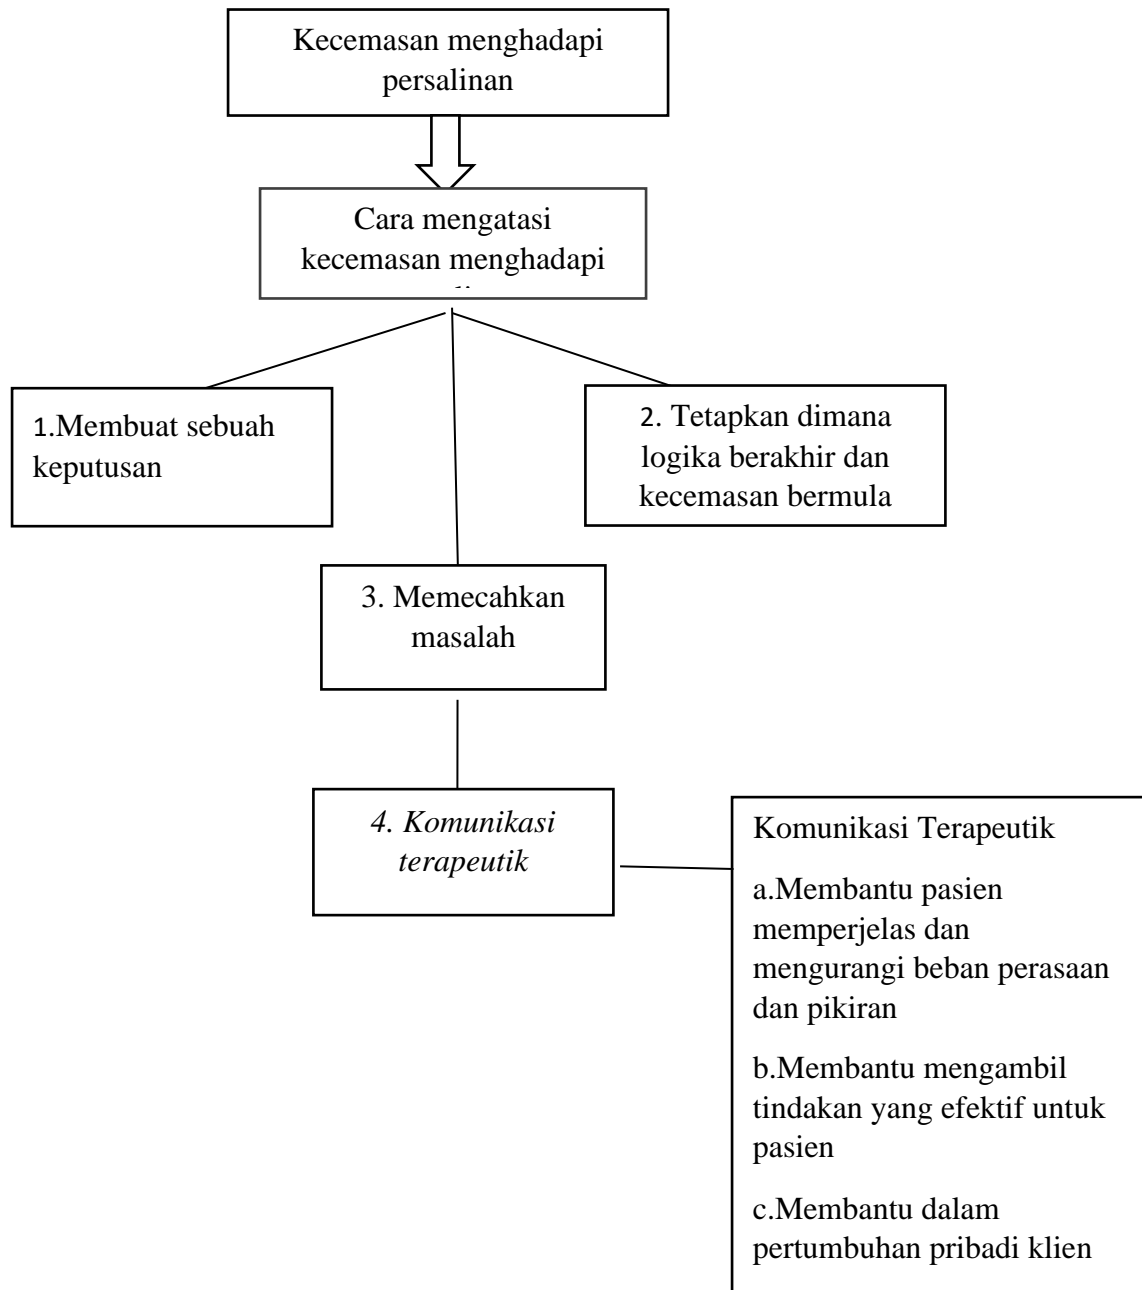 Kecemasan menghadapi
persalinan
Cara mengatasi
kecemasan menghadapi
1.Membuat sebuah
keputusan
2. Tetapkan dimana
logika berakhir dan
kecemasan bermula
3. Memecahkan
masalah
4. Komunikasi
terapeutik
Komunikasi Terapeutik
a.Membantu pasien
memperjelas dan
mengurangi beban perasaan
dan pikiran
b.Membantu mengambil
tindakan yang efektif untuk
pasien
c.Membantu dalam
pertumbuhan pribadi klien